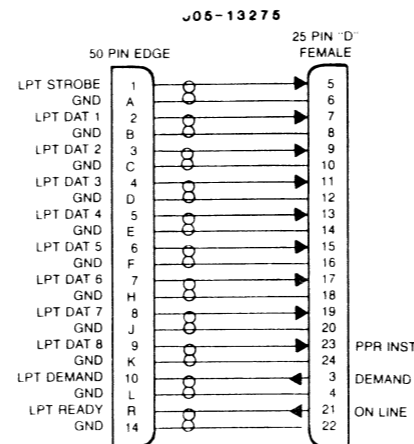 J05-13275
25 PIN "D"
50 PIN EDGE FEMALE
LPT STROBE 1 5
GND A 6
LPT DAT 1 2 7
GND B 8
LPT DAT 2 3 9
GND C 10
LPT DAT 3 4 11
GND D 12
LPT DAT 4 5 13
GND E 14
LPT DAT 5 6 15
GND F 16
LPT DAT 6 7 17
GND H 18
LPT DAT 7 8 19
GND J 20
LPT DAT 8 9 23 PPR INST
GND K 24
LPT DEMAND 10 3 DEMAND
GND L 4
LPT READY R 21 ON LINE
GND 14 22